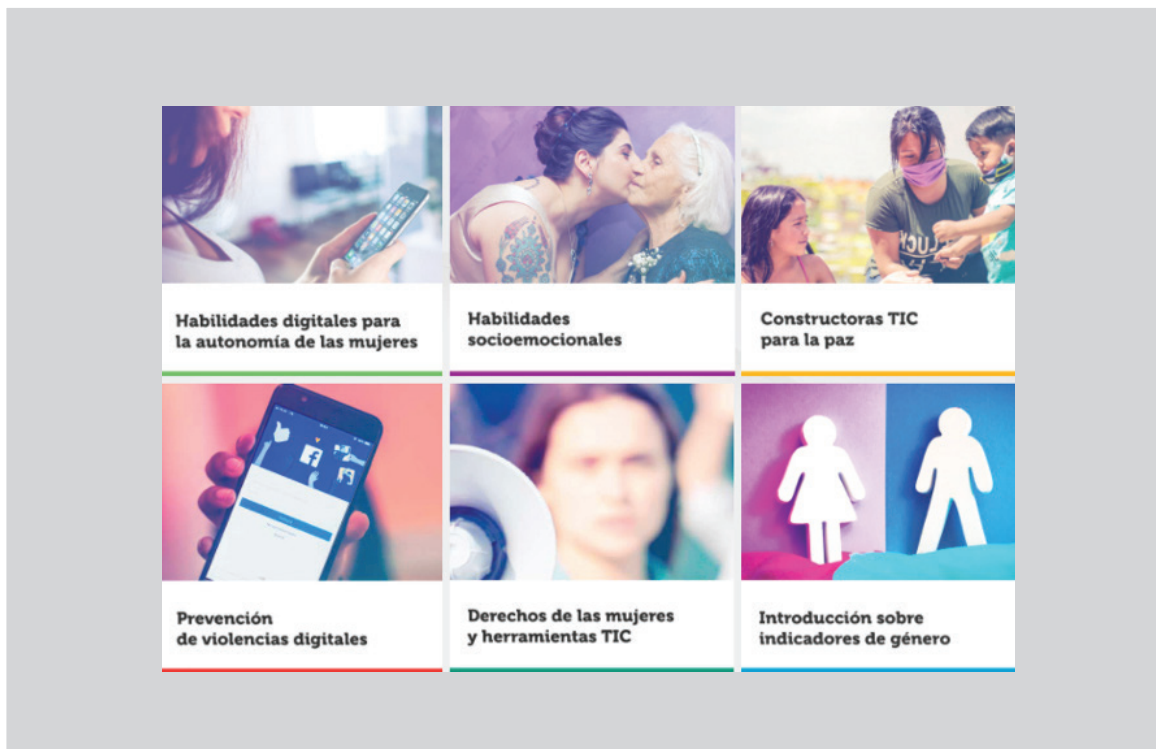 Habilidades digitales para
la autonomía de las mujeres
Habilidades
socioemocionales
Constructoras TIC
para la paz
Prevención
de violencias digitales
Derechos de las mujeres
y herramientas TIC
Introducción sobre
indicadores de género